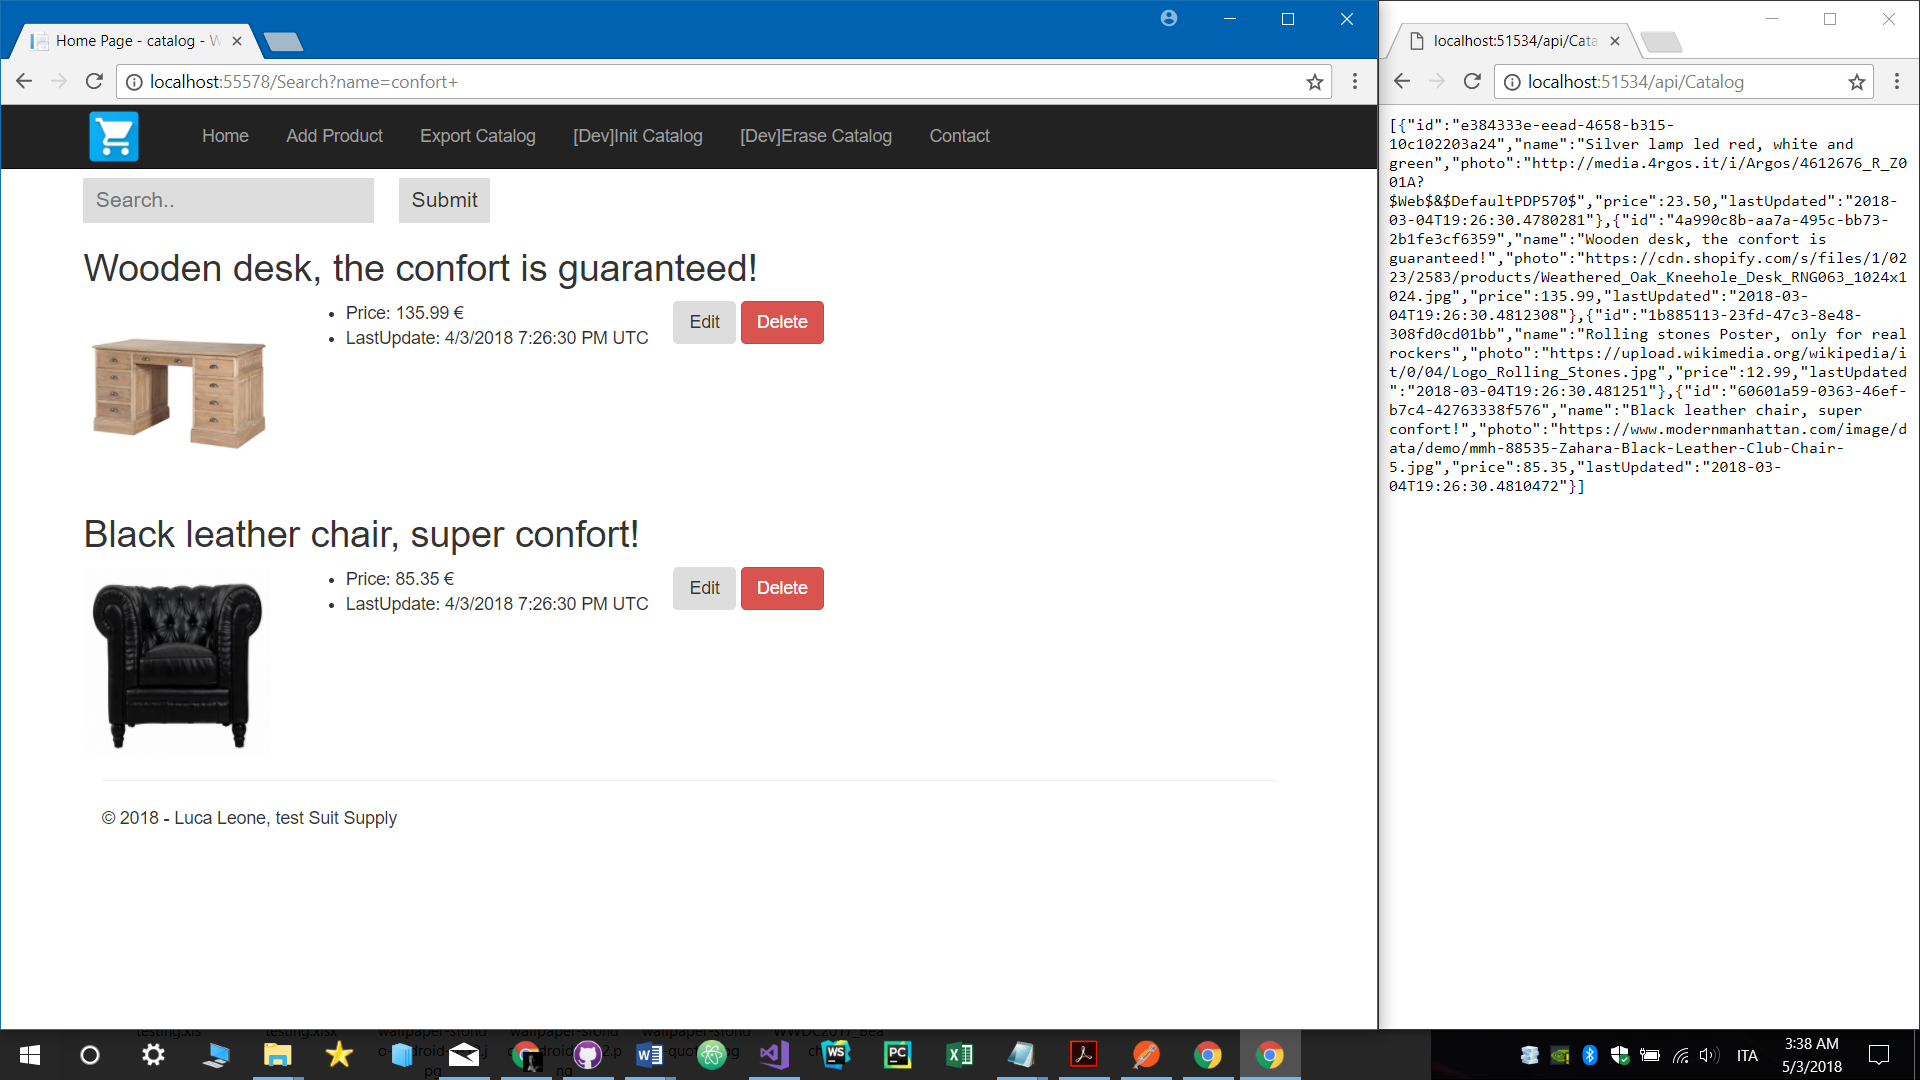 Home Page - catalog - W
localhost:55578/Search?name=confort+
Home Add Product Export Catalog [Dev]Init Catalog [Dev]Erase Catalog Contact
Search.. Submit
Wooden desk, the confort is guaranteed!
Price: 135.99 €
LastUpdate: 4/3/2018 7:26:30 PM UTC
Edit Delete
Black leather chair, super confort!
Price: 85.35 €
LastUpdate: 4/3/2018 7:26:30 PM UTC
Edit Delete
© 2018 - Luca Leone, test Suit Supply
localhost:51534/api/Cata
localhost:51534/api/Catalog
[{"id":"e384333e-eead-4658-b315-
10c102203a24","name":"Silver lamp led red, white and
green","photo":"http://media.4rgos.it/i/Argos/4612676_R_Z0
01A?
$Web$&$DefaultPDP570$","price":23.50,"lastUpdated":"2018-
03-04T19:26:30.4780281"},{"id":"4a990c8b-aa7a-495c-bb73-
2b1fe3cf6359","name":"Wooden desk, the confort is
guaranteed!","photo":"https://cdn.shopify.com/s/files/1/02
23/2583/products/Weathered_Oak_Kneehole_Desk_RNG063_1024x1
024.jpg","price":135.99,"lastUpdated":"2018-03-
04T19:26:30.4812308"},{"id":"1b885113-23fd-47c3-8e48-
308fd0cd01bb","name":"Rolling stones Poster, only for real
rockers","photo":"https://upload.wikimedia.org/wikipedia/i
t/0/04/Logo_Rolling_Stones.jpg","price":12.99,"lastUpdated
":"2018-03-04T19:26:30.481251"},{"id":"60601a59-0363-46ef-
b7c4-42763338f576","name":"Black leather chair, super
confort!","photo":"https://www.modernmanhattan.com/image/d
ata/demo/mmh-88535-Zahara-Black-Leather-Club-Chair-
5.jpg","price":85.35,"lastUpdated":"2018-03-
04T19:26:30.4810472"}]
WS
PC
ITA
3:38 AM
5/3/2018